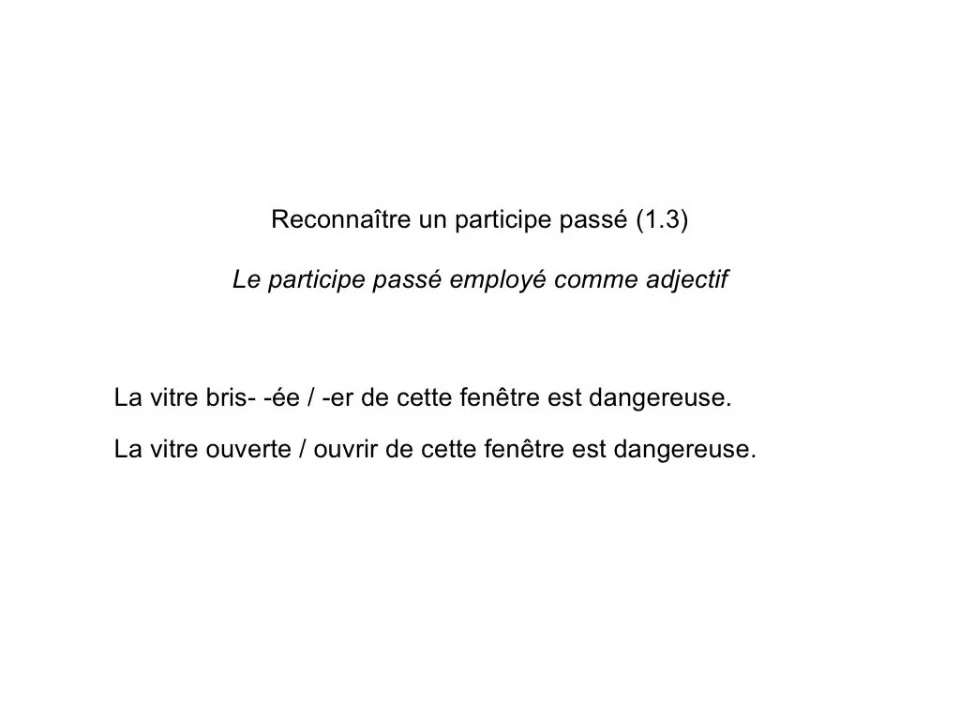 Reconnaître un participe passé (1.3)
Le participe passé employé comme adjectif
La vitre bris- -ée / -er de cette fenêtre est dangereuse.
La vitre ouverte / ouvrir de cette fenêtre est dangereuse.